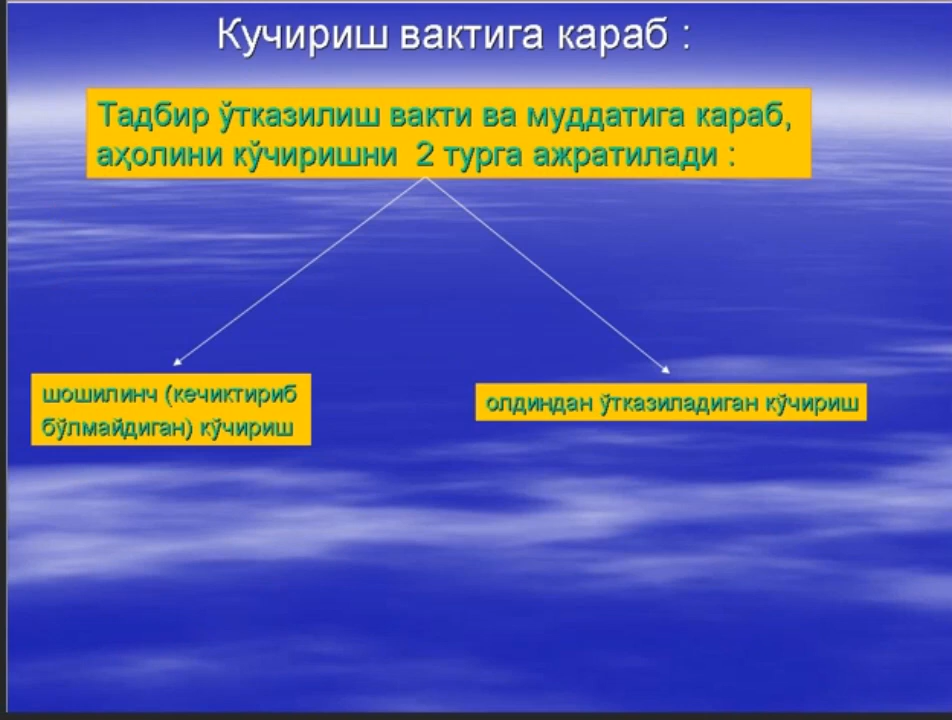 Кучириш вактига караб :
Тадбир ўтказилиш вакти ва муддатига караб,
аҳолини кўчиришни 2 турга ажратилади :
шошилинч (кечиктириб
бўлмайдиган) кўчириш
олдиндан ўтказиладиган кўчириш